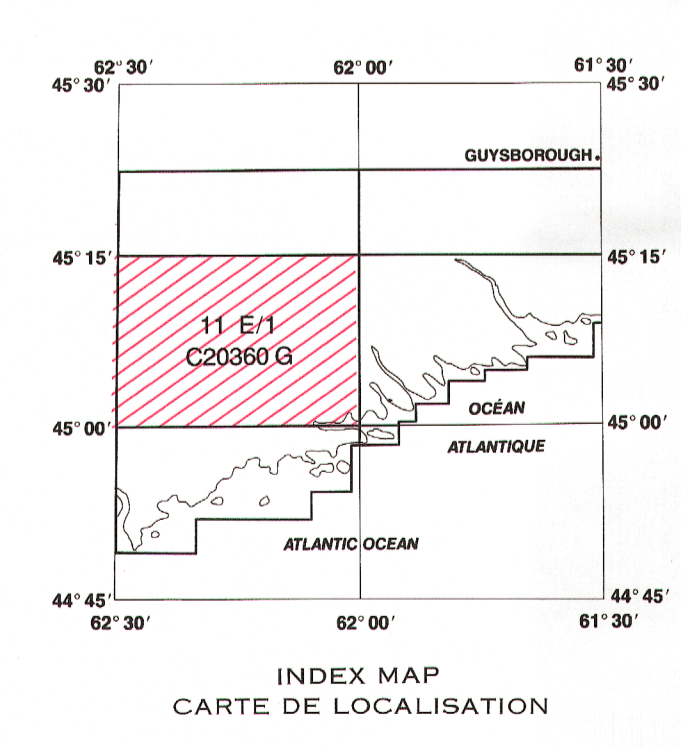 62° 30′ 62° 00′ 61° 30′
45° 30′ 45° 30′
GUYSBOROUGH
45° 15′ 45° 15′
11 E/1
C20360 G
OCÉAN
45° 00′ 45° 00′
ATLANTIQUE
ATLANTIC OCEAN
44° 45′ 44° 45′
62° 30′ 62° 00′ 61° 30′
INDEX MAP
CARTE DE LOCALISATION